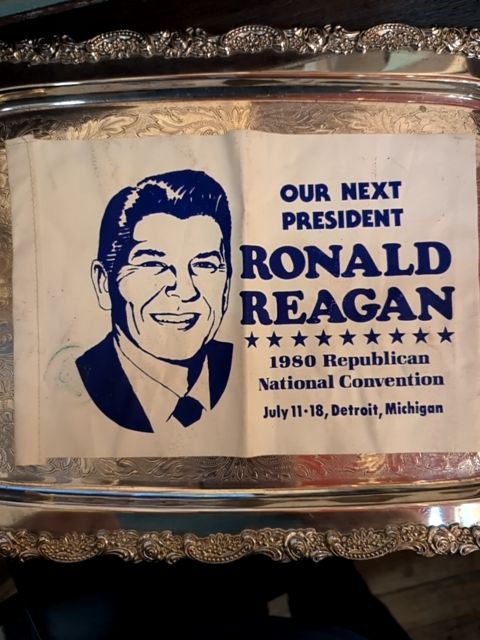 OUR NEXT
PRESIDENT
RONALD
REAGAN
★★★★★★★★★
1980 Republican
National Convention
July 11-18, Detroit, Michigan